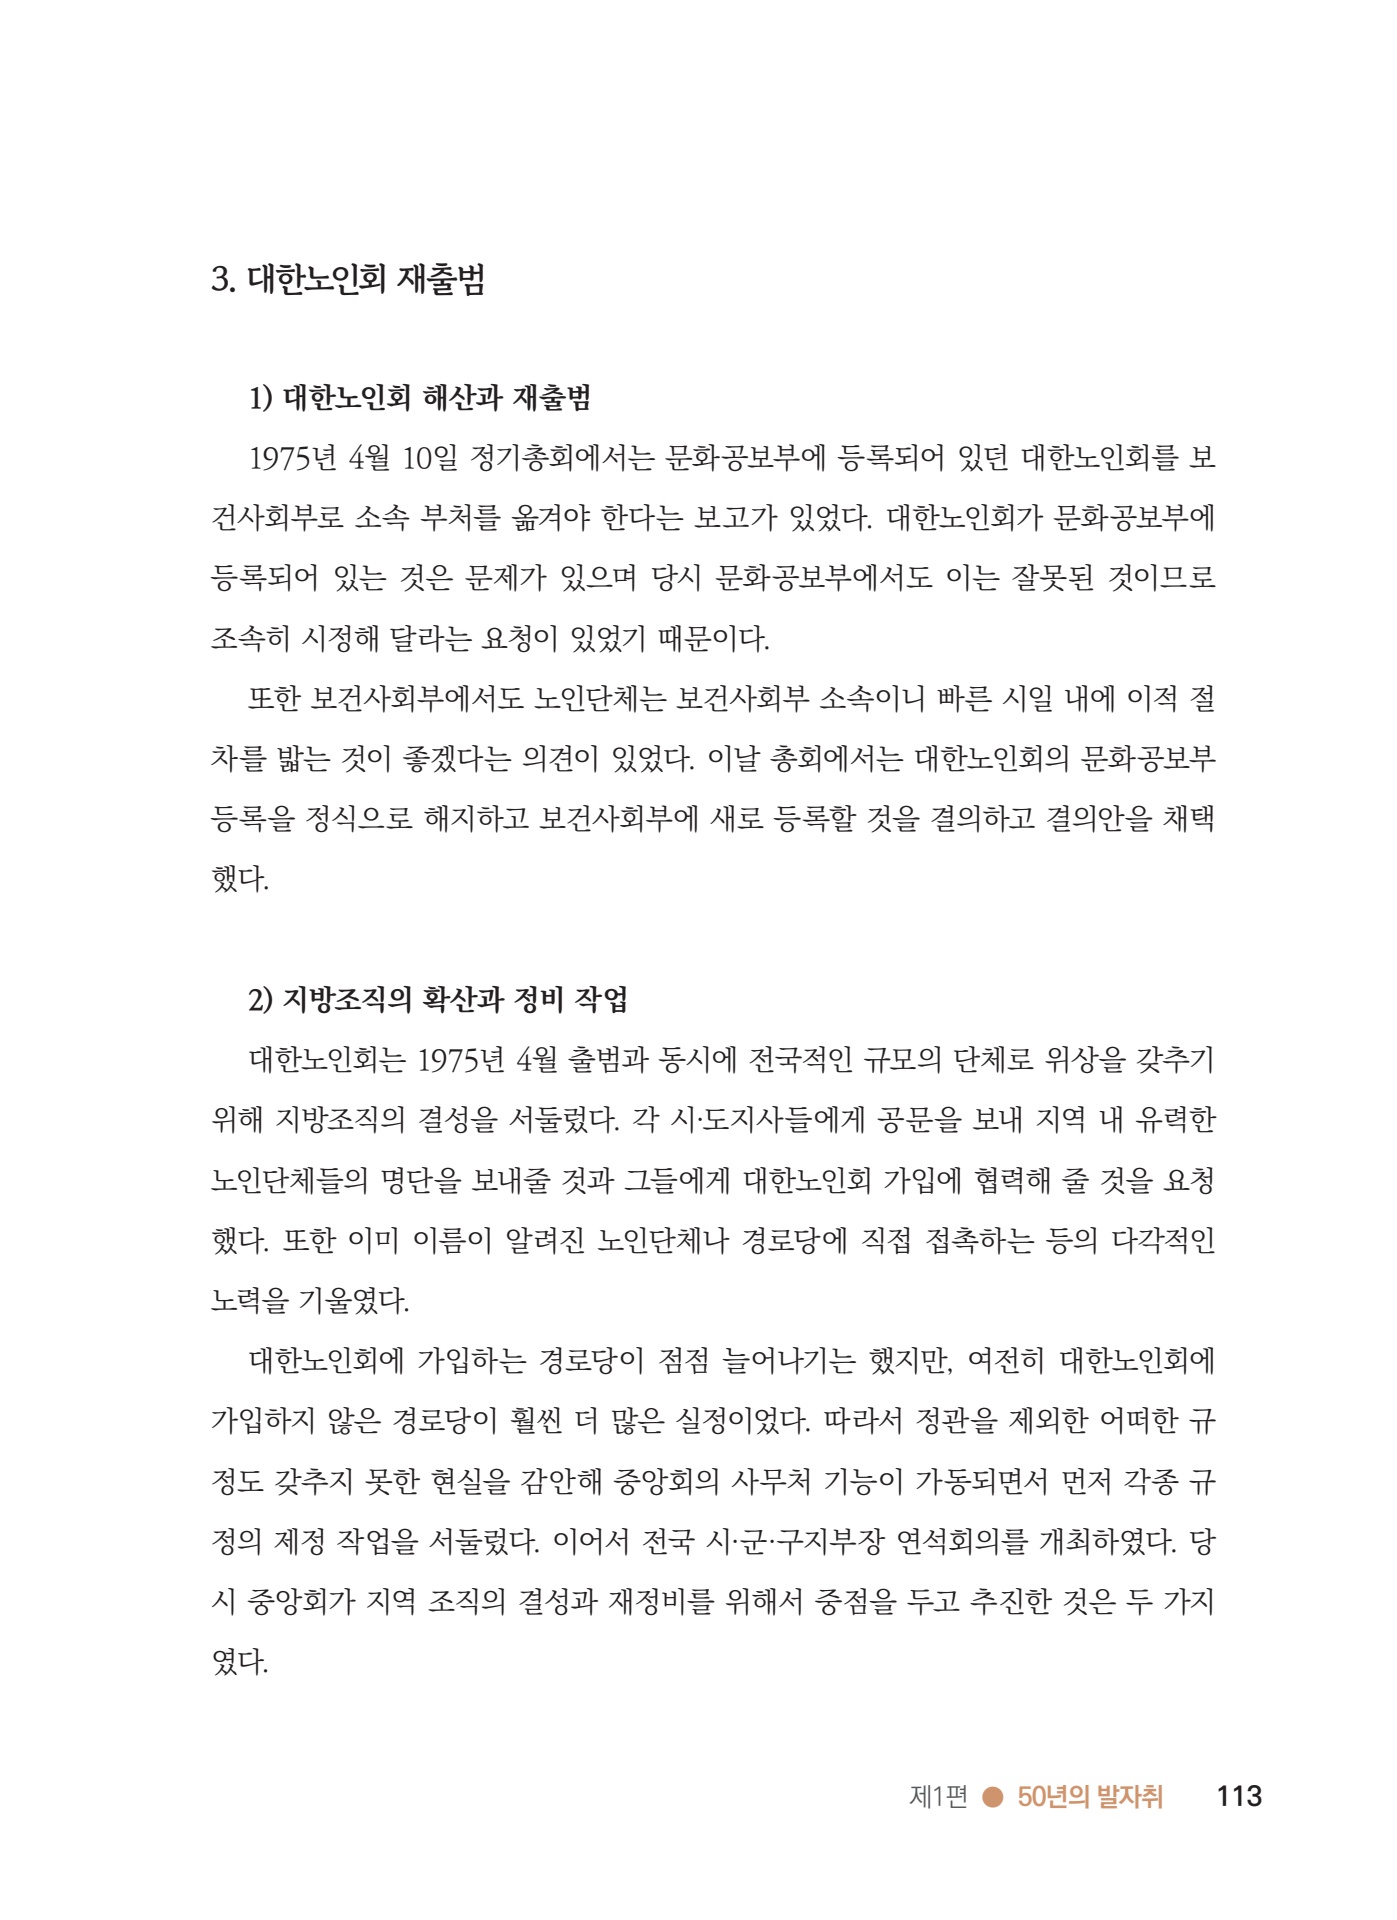 3. 대한노인회 재출범
1) 대한노인회 해산과 재출범
1975년 4월 10일 정기총회에서는 문화공보부에 등록되어 있던 대한노인회를 보
건사회부로 소속 부처를 옮겨야 한다는 보고가 있었다. 대한노인회가 문화공보부에
등록되어 있는 것은 문제가 있으며 당시 문화공보부에서도 이는 잘못된 것이므로
조속히 시정해 달라는 요청이 있었기 때문이다.
또한 보건사회부에서도 노인단체는 보건사회부 소속이니 빠른 시일 내에 이적 절
차를 밟는 것이 좋겠다는 의견이 있었다. 이날 총회에서는 대한노인회의 문화공보부
등록을 정식으로 해지하고 보건사회부에 새로 등록할 것을 결의하고 결의안을 채택
했다.
2) 지방조직의 확산과 정비 작업
대한노인회는 1975년 4월 출범과 동시에 전국적인 규모의 단체로 위상을 갖추기
위해 지방조직의 결성을 서둘렀다. 각 시·도지사들에게 공문을 보내 지역 내 유력한
노인단체들의 명단을 보내줄 것과 그들에게 대한노인회 가입에 협력해 줄 것을 요청
했다. 또한 이미 이름이 알려진 노인단체나 경로당에 직접 접촉하는 등의 다각적인
노력을 기울였다.
대한노인회에 가입하는 경로당이 점점 늘어나기는 했지만, 여전히 대한노인회에
가입하지 않은 경로당이 훨씬 더 많은 실정이었다. 따라서 정관을 제외한 어떠한 규
정도 갖추지 못한 현실을 감안해 중앙회의 사무처 기능이 가동되면서 먼저 각종 규
정의 제정 작업을 서둘렀다. 이어서 전국 시·군·구지부장 연석회의를 개최하였다. 당
시 중앙회가 지역 조직의 결성과 재정비를 위해서 중점을 두고 추진한 것은 두 가지
였다.
제1편 ● 50년의 발자취 113